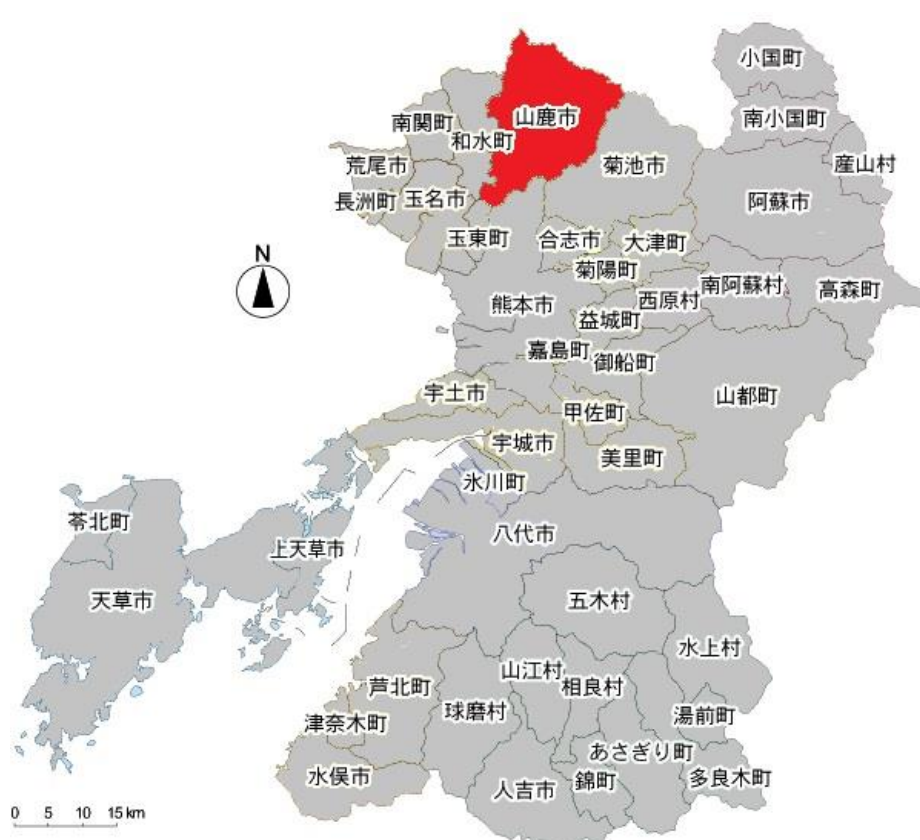 小国町
南小国町
山鹿市
南関町
和水町
荒尾市
菊池市
産山村
長洲町
玉名市
阿蘇市
玉東町
合志市
大津町
N
菊陽町
南阿蘇村
高森町
熊本市
西原村
益城町
嘉島町
御船町
宇土市
山都町
甲佐町
宇城市
美里町
氷川町
苓北町
八代市
上天草市
天草市
五木村
水上村
山江村
芦北町
相良村
球磨村
津奈木町
湯前町
あさぎり町
水俣市
人吉市
錦町
多良木町
0 5 10 15 km